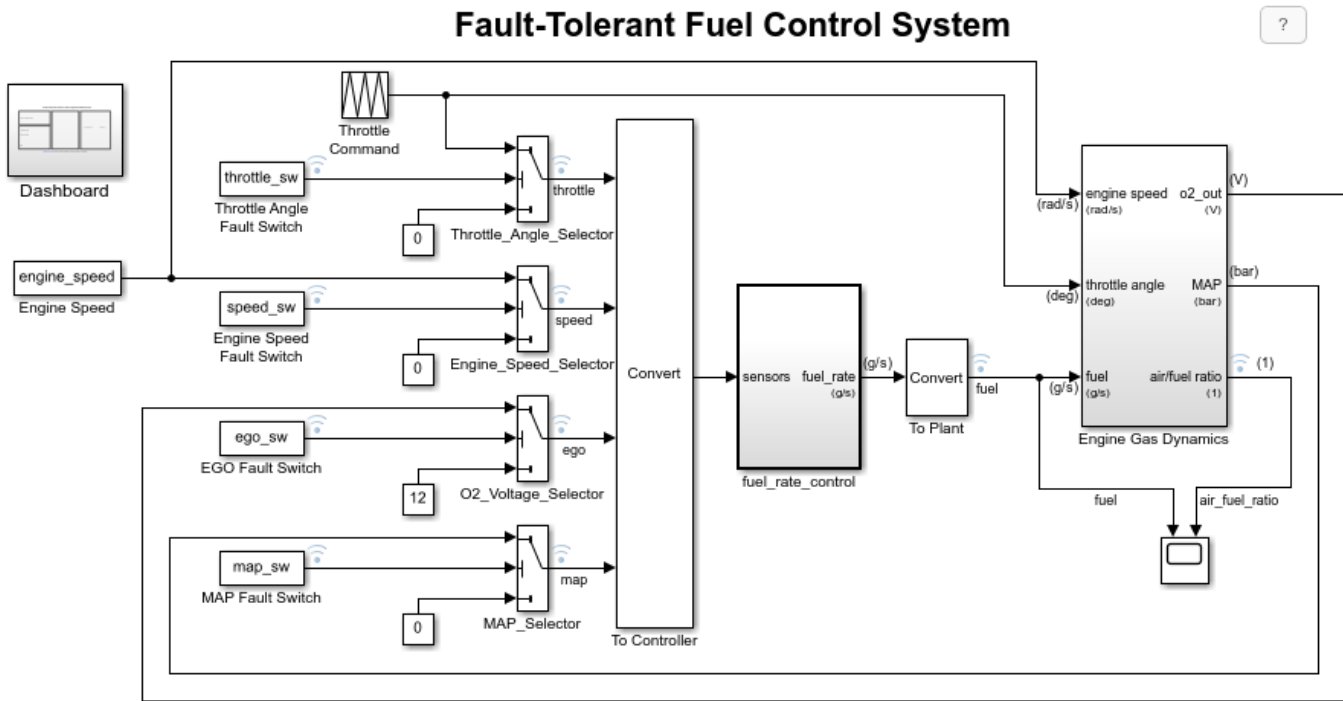 Fault-Tolerant Fuel Control System
?
Dashboard
Throttle
Command
throttle_sw
Throttle Angle
Fault Switch
0
throttle
Throttle_Angle_Selector
engine_speed
Engine Speed
speed_sw
Engine Speed
Fault Switch
0
speed
Engine_Speed_Selector
ego_sw
EGO Fault Switch
12
ego
O2_Voltage_Selector
map_sw
MAP Fault Switch
0
map
MAP_Selector
Convert
To Controller
sensors
fuel_rate
(g/s)
fuel_rate_control
(g/s)
Convert
To Plant
fuel
(rad/s)
engine speed
(rad/s)
o2_out
(V)
(V)
(deg)
throttle angle
(deg)
MAP
(bar)
(bar)
(g/s)
fuel
(g/s)
air/fuel ratio
(1)
(1)
Engine Gas Dynamics
fuel
air_fuel_ratio